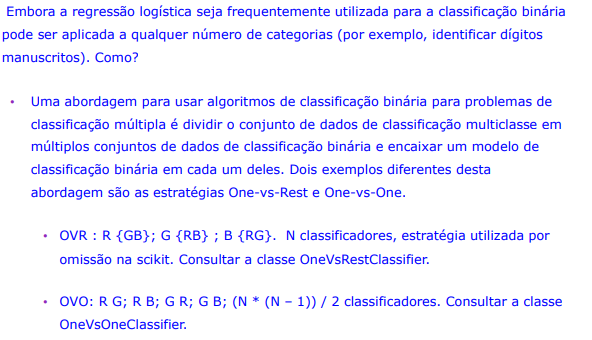 Embora a regressão logística seja frequentemente utilizada para a classificação binária
pode ser aplicada a qualquer número de categorias (por exemplo, identificar dígitos
manuscritos). Como?
• Uma abordagem para usar algoritmos de classificação binária para problemas de
classificação múltipla é dividir o conjunto de dados de classificação multiclasse em
múltiplos conjuntos de dados de classificação binária e encaixar um modelo de
classificação binária em cada um deles. Dois exemplos diferentes desta
abordagem são as estratégias One-vs-Rest e One-vs-One.
• OVR : R {GB}; G {RB} ; B {RG}. N classificadores, estratégia utilizada por
omissão na scikit. Consultar a classe OneVsRestClassifier.
• OVO: R G; R B; G R; G B; (N * (N – 1)) / 2 classificadores. Consultar a classe
OneVsOneClassifier.